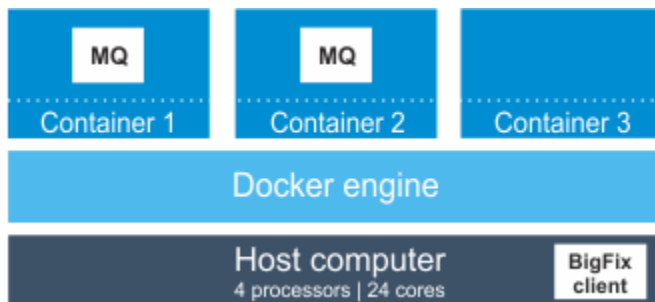 MQ
MQ
Container 1
Container 2
Container 3
Docker engine
Host computer
4 processors | 24 cores
BigFix
client